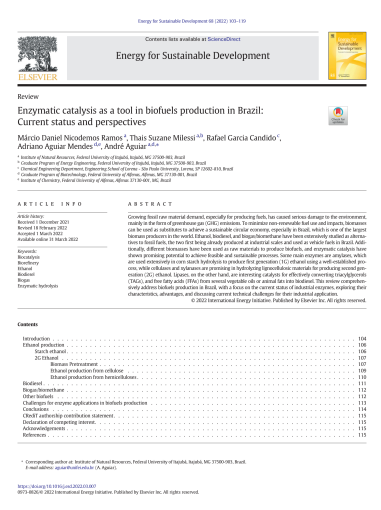 Energy for Sustainable Development 68 (2022) 103–119
Contents lists available at ScienceDirect
Energy for Sustainable Development
ELSEVIER
Energy for
Sustainable
Development
Review
Enzymatic catalysis as a tool in biofuels production in Brazil:
Current status and perspectives
Márcio Daniel Nicodemos Ramos a, Thais Suzane Milessi a,b, Rafael Garcia Candido c,
Adriano Aguiar Mendes d,e, André Aguiar a,d,*
a Institute of Natural Resources, Federal University of Itajubá, Itajubá, MG 37500-903, Brazil
b Graduate Program of Energy Engineering, Federal University of Itajubá, Itajubá, MG 37500-903, Brazil
c Chemical Engineering Department, Engineering School of Lorena – São Paulo University, Lorena, SP 12602-810, Brazil
d Graduate Program of Biotechnology, Federal University of Alfenas, Alfenas, MG 37130-001, Brazil
e Institute of Chemistry, Federal University of Alfenas, Alfenas 37130-001, MG, Brazil
ARTICLE INFO
Article history:
Received 1 December 2021
Revised 18 February 2022
Accepted 1 March 2022
Available online 31 March 2022
Keywords:
Biocatalysis
Biorefinery
Ethanol
Biodiesel
Biogas
Enzymatic hydrolysis
ABSTRACT
Growing fossil raw material demand, especially for producing fuels, has caused serious damage to the environment,
mainly in the form of greenhouse gas (GHG) emissions. To minimize non-renewable fuel use and impacts, biomasses
can be used as substitutes to achieve a sustainable circular economy, especially in Brazil, which is one of the largest
biomass producers in the world. Ethanol, biodiesel, and biogas/biomethane have been extensively studied as alterna-
tives to fossil fuels, the two first being already produced at industrial scales and used as vehicle fuels in Brazil. Addi-
tionally, different biomasses have been used as raw materials to produce biofuels, and enzymatic catalysis have
shown promising potential to achieve feasible and sustainable processes. Some main enzymes are amylases, which
are used extensively in corn starch hydrolysis to produce first generation (1G) ethanol using a well-established pro-
cess, while cellulases and xylanases are promising in hydrolyzing lignocellulosic materials for producing second gen-
eration (2G) ethanol. Lipases, on the other hand, are interesting catalysts for effectively converting triacylglycerols
(TAGs), and free fatty acids (FFAs) from several vegetable oils or animal fats into biodiesel. This review comprehen-
sively address biofuels production in Brazil, with a focus on the current status of industrial enzymes, exploring their
characteristics, advantages, and discussing current technical challenges for their industrial application.
© 2022 International Energy Initiative. Published by Elsevier Inc. All rights reserved.
Contents
Introduction . . . 104
Ethanol production . . . 106
Starch ethanol . . . 106
2G Ethanol . . . 107
Biomass Pretreatment . . . 107
Ethanol production from cellulose . . . 109
Ethanol production from hemicelluloses . . . 110
Biodiesel . . . 111
Biogas/biomethane . . . 112
Other biofuels . . . 112
Challenges for enzyme applications in biofuels production . . . 113
Conclusions . . . 114
CRediT authorship contribution statement . . . 115
Declaration of competing interest . . . 115
Acknowledgements . . . 115
References . . . 115
* Corresponding author at: Institute of Natural Resources, Federal University of Itajubá, Itajubá, MG 37500-903, Brazil.
E-mail address: aguiar@unifei.edu.br (A. Aguiar).
https://doi.org/10.1016/j.esd.2022.03.007
0973-0826/© 2022 International Energy Initiative. Published by Elsevier Inc. All rights reserved.